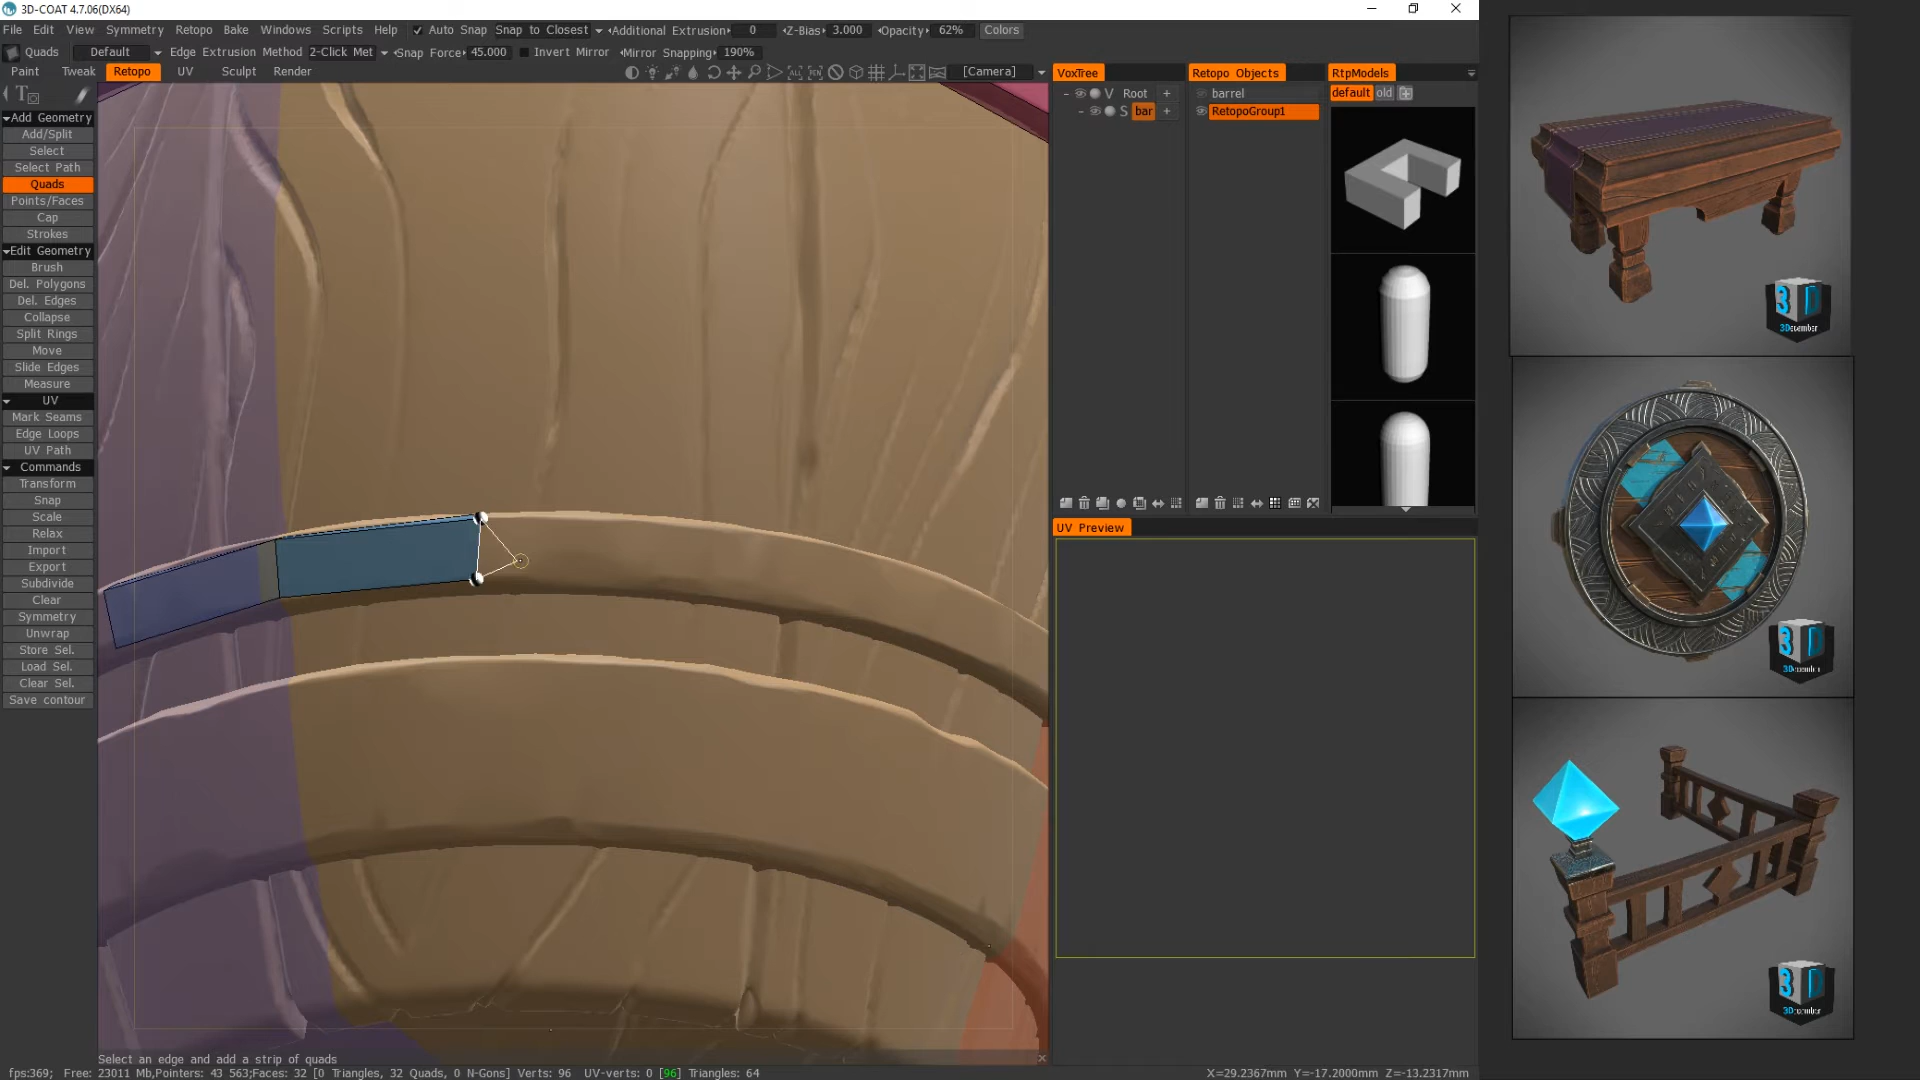 3D-COAT 4.7.06(DX64)
File Edit View Symmetry Retopo Bake Windows Scripts Help Auto Snap Snap to Closest Additional Extrusion 0 Z-Bias 3.000 Opacity 62% Colors
Quads Default Edge Extrusion Method 2-Click Met Snap Force 45.000 Invert Mirror Mirror Snapping 190%
Paint Tweak Retopo UV Sculpt Render [Camera]
VoxTree Retopo Objects RtpModels
V Root + barrel default old
S bar + RetopoGroup1
Add Geometry
Add/Split
Select
Select Path
Quads
Points/Faces
Cap
Strokes
Edit Geometry
Brush
Del. Polygons
Del. Edges
Collapse
Split Rings
Move
Slide Edges
Measure
UV
Mark Seams
Edge Loops
UV Path
Commands
Transform
Snap
Scale
Relax
Import
Export
Subdivide
Clear
Symmetry
Unwrap
Store Sel.
Load Sel.
Clear Sel.
Save contour
UV Preview
3D
3December
3D
3December
3D
3December
Select an edge and add a strip of quads
fps:369; Free: 23011 Mb,Pointers: 43 563;Faces: 32 [0 Triangles, 32 Quads, 0 N-Gons] Verts: 96 UV-verts: 0 [96] Triangles: 64 X=29.2367mm Y=-17.2000mm Z=-13.2317mm